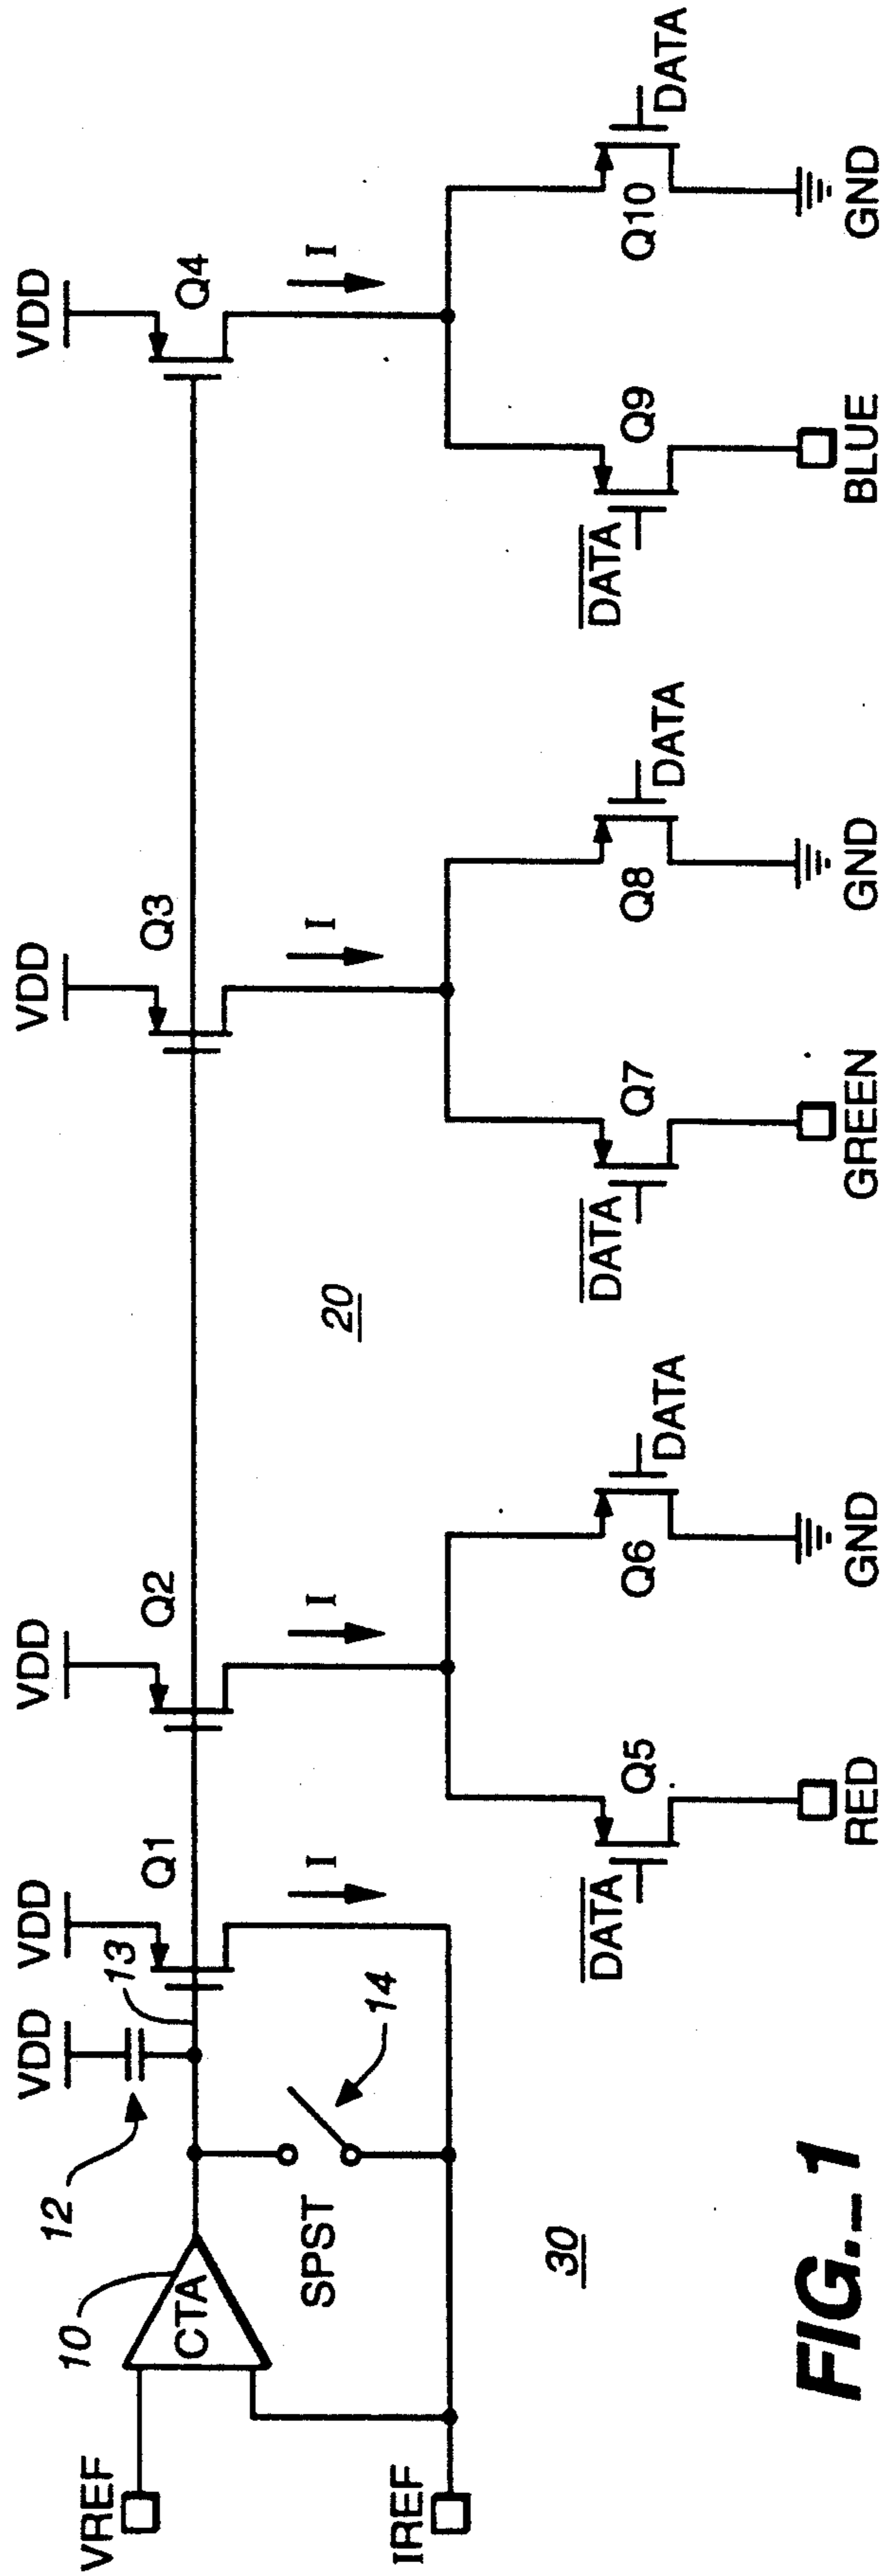 VDD
VDD
VDD
VDD
VDD
12
13
Q1
Q2
Q3
Q4
10
CTA
VREF
SPST
14
I
I
I
I
20
IREF
30
DATA
Q5
Q6
DATA
DATA
Q7
Q8
DATA
DATA
Q9
Q10
DATA
RED
GND
GREEN
GND
BLUE
GND
FIG._1